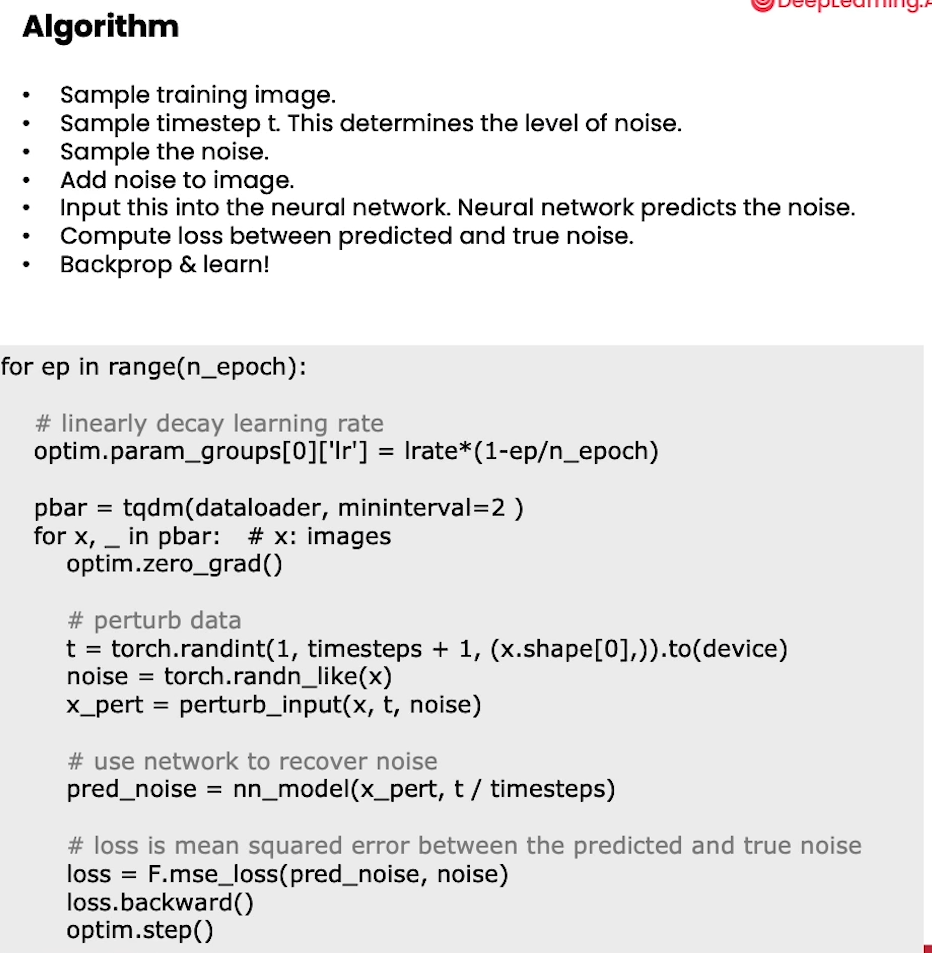 DeepLearning.A
Algorithm
• Sample training image.
• Sample timestep t. This determines the level of noise.
• Sample the noise.
• Add noise to image.
• Input this into the neural network. Neural network predicts the noise.
• Compute loss between predicted and true noise.
• Backprop & learn!
for ep in range(n_epoch):
# linearly decay learning rate
optim.param_groups[0]['lr'] = lrate*(1-ep/n_epoch)
pbar = tqdm(dataloader, mininterval=2 )
for x, _ in pbar: # x: images
optim.zero_grad()
# perturb data
t = torch.randint(1, timesteps + 1, (x.shape[0],)).to(device)
noise = torch.randn_like(x)
x_pert = perturb_input(x, t, noise)
# use network to recover noise
pred_noise = nn_model(x_pert, t / timesteps)
# loss is mean squared error between the predicted and true noise
loss = F.mse_loss(pred_noise, noise)
loss.backward()
optim.step()